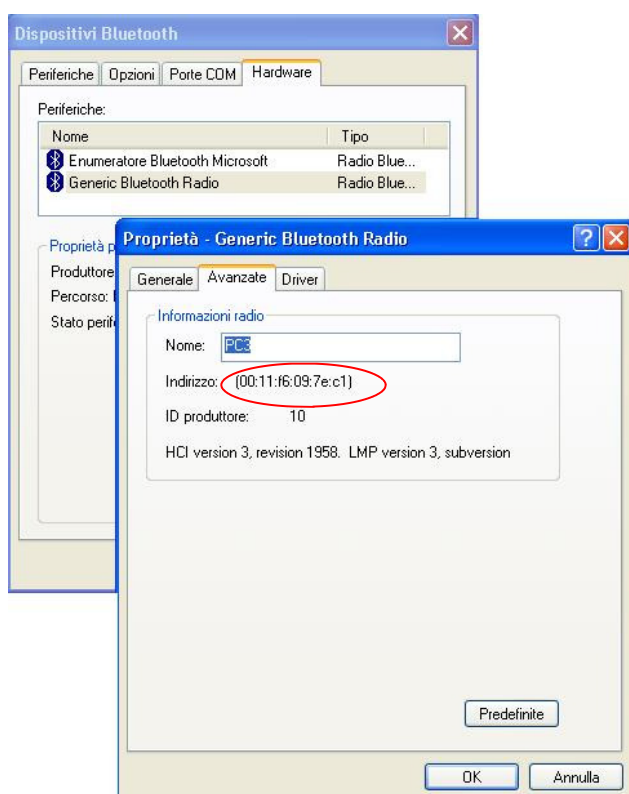 Dispositivi Bluetooth
Periferiche Opzioni Porte COM Hardware
Periferiche:
Nome Tipo
Enumeratore Bluetooth Microsoft Radio Blue...
Generic Bluetooth Radio Radio Blue...
Proprietà p
Produttore
Percorso:
Stato perife
Proprietà - Generic Bluetooth Radio
Generale Avanzate Driver
Informazioni radio
Nome: PC3
Indirizzo: (00:11:f6:09:7e:c1)
ID produttore: 10
HCI version 3, revision 1958. LMP version 3, subversion
Predefinite
OK Annulla